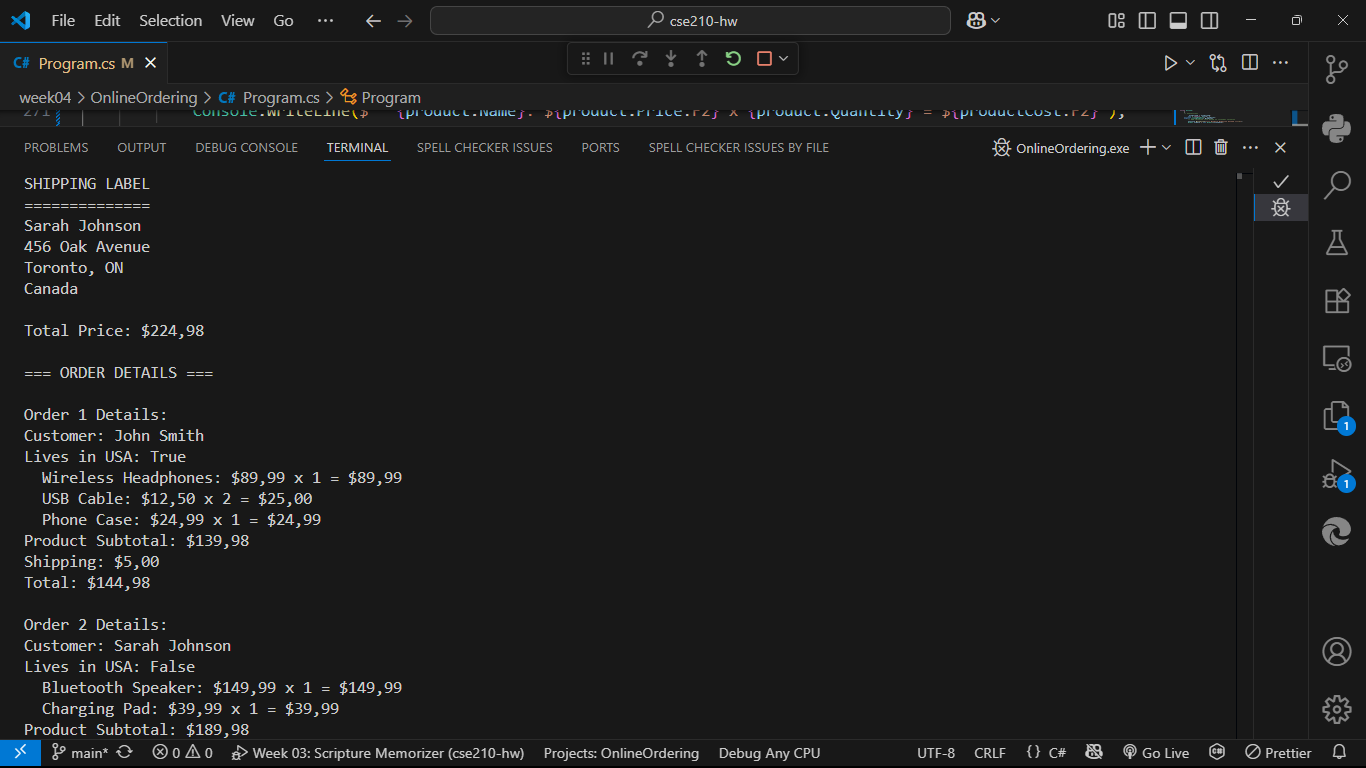 File Edit Selection View Go ··· cse210-hw
C# Program.cs M
week04 > OnlineOrdering > C# Program.cs > Program
271 Console.WriteLine($" {product.Name}: ${product.Price:F2} x {product.Quantity} = ${productCost:F2}");
PROBLEMS OUTPUT DEBUG CONSOLE TERMINAL SPELL CHECKER ISSUES PORTS SPELL CHECKER ISSUES BY FILE OnlineOrdering.exe
SHIPPING LABEL
==============
Sarah Johnson
456 Oak Avenue
Toronto, ON
Canada
Total Price: $224,98
=== ORDER DETAILS ===
Order 1 Details:
Customer: John Smith
Lives in USA: True
Wireless Headphones: $89,99 x 1 = $89,99
USB Cable: $12,50 x 2 = $25,00
Phone Case: $24,99 x 1 = $24,99
Product Subtotal: $139,98
Shipping: $5,00
Total: $144,98
Order 2 Details:
Customer: Sarah Johnson
Lives in USA: False
Bluetooth Speaker: $149,99 x 1 = $149,99
Charging Pad: $39,99 x 1 = $39,99
Product Subtotal: $189,98
1
1
main* 0 0 Week 03: Scripture Memorizer (cse210-hw) Projects: OnlineOrdering Debug Any CPU UTF-8 CRLF {} C# Go Live Prettier